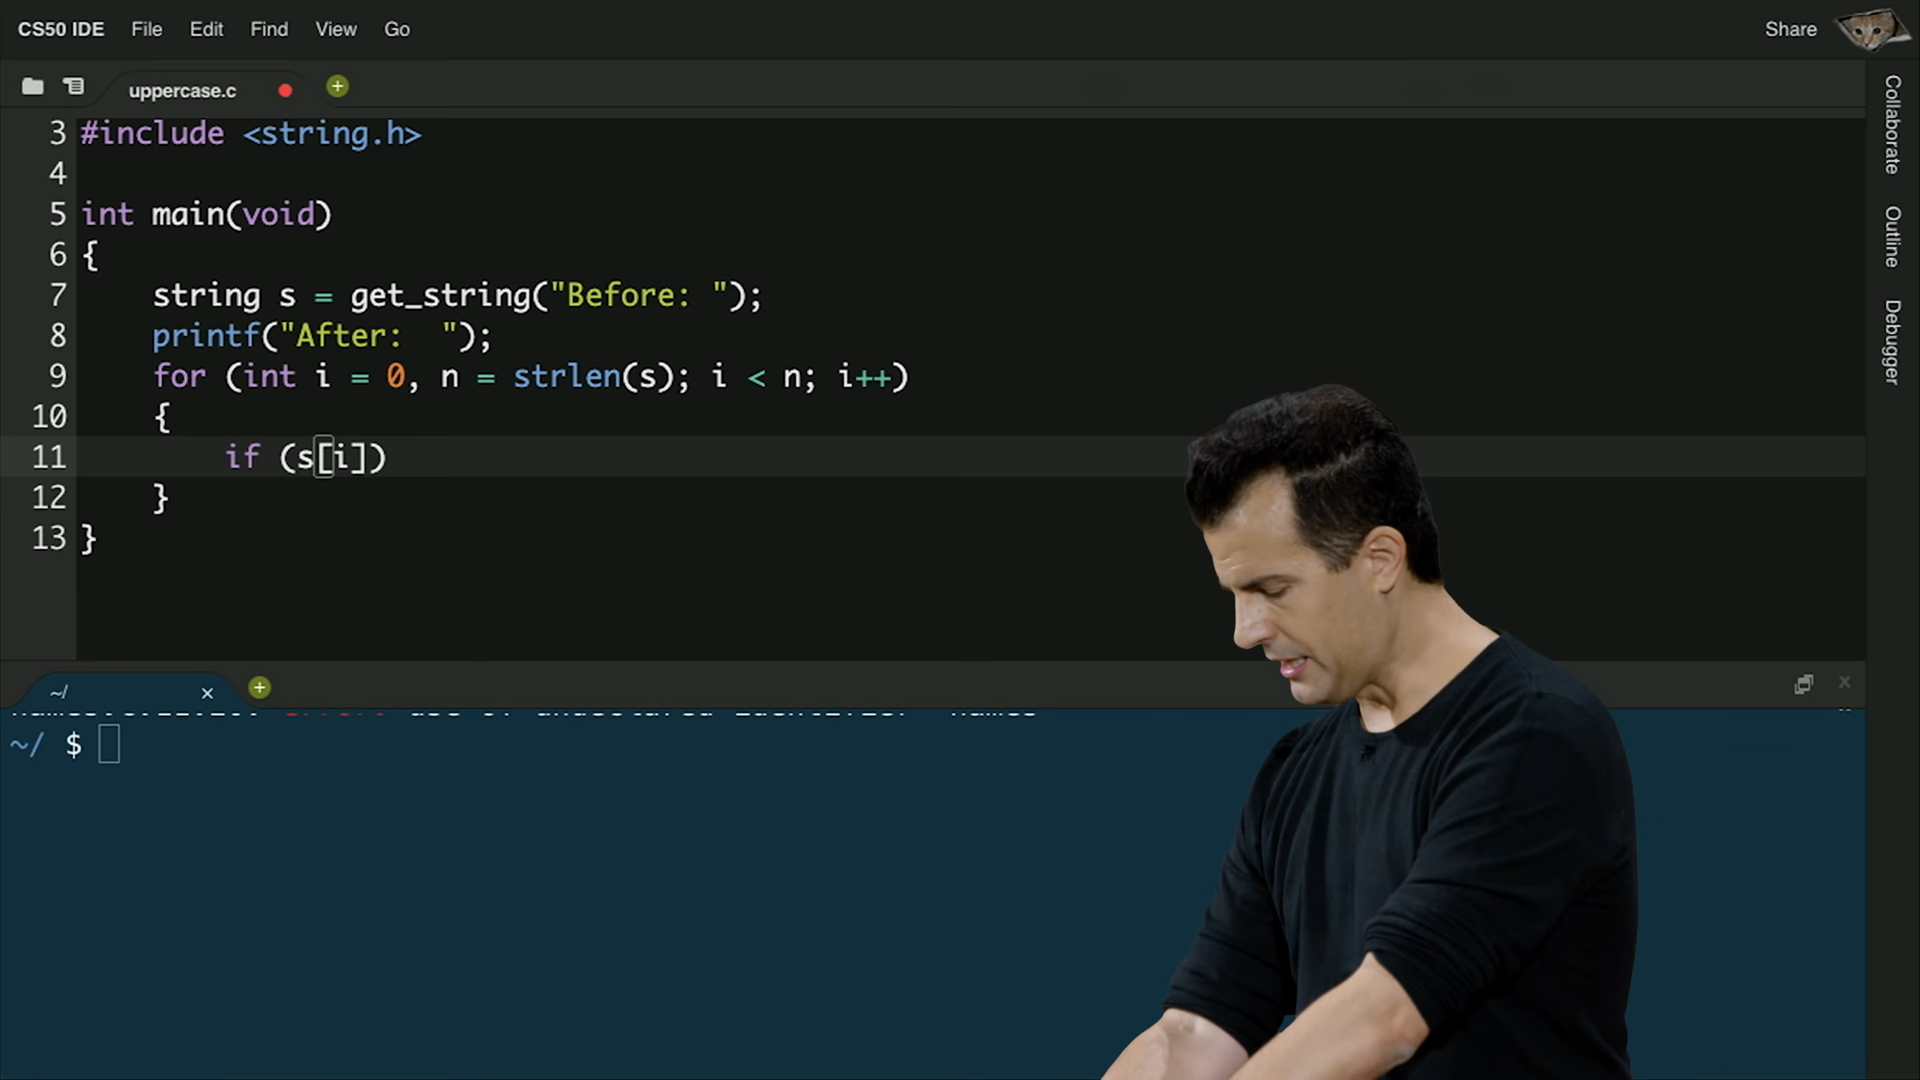 CS50 IDE File Edit Find View Go Share
uppercase.c
3 #include <string.h>
4
5 int main(void)
6 {
7     string s = get_string("Before: ");
8     printf("After:  ");
9     for (int i = 0, n = strlen(s); i < n; i++)
10     {
11         if (s[i])
12     }
13 }
Collaborate
Outline
Debugger
~/
~/ $